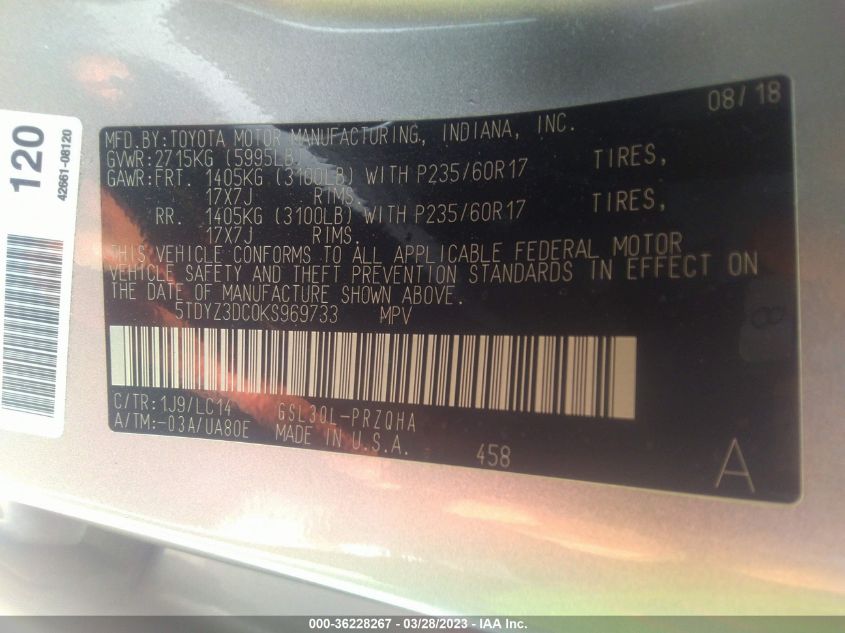 120
42661-08120
08/18
MFD.BY:TOYOTA MOTOR MANUFACTURING, INDIANA, INC.
GVWR:2715KG (5995LB)
GAWR:FRT. 1405KG (3100LB) WITH P235/60R17 TIRES,
17X7J RIMS.
RR. 1405KG (3100LB) WITH P235/60R17 TIRES,
17X7J RIMS.
THIS VEHICLE CONFORMS TO ALL APPLICABLE FEDERAL MOTOR
VEHICLE SAFETY AND THEFT PREVENTION STANDARDS IN EFFECT ON
THE DATE OF MANUFACTURE SHOWN ABOVE.
5TDYZ3DC0KS969733 MPV
C/TR:1J9/LC14 GSL30L-PRZQHA
A/TM:-03A/UA80E MADE IN U.S.A.
458
A
000-36228267 - 03/28/2023 - IAA Inc.